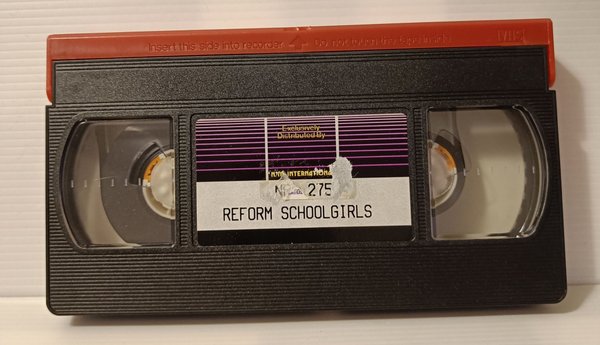 Insert this side into recorder Do not touch the tape inside VHS
Exclusively
Distributed By
INTERNATIONAL
275
REFORM SCHOOLGIRLS